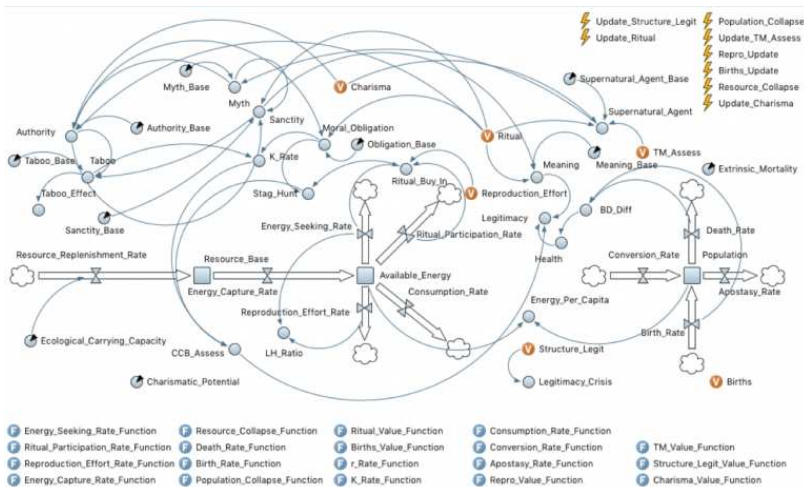 Update_Structure_Legit
Population_Collapse
Update_Ritual
Update_TM_Assess
Repro_Update
Births_Update
Resource_Collapse
Update_Charisma
Myth_Base
Myth
Charisma
Supernatural_Agent_Base
Sanctity
Supernatural_Agent
Authority
Authority_Base
Moral_Obligation
Ritual
Obligation_Base
TM_Assess
Taboo_Base
Taboo
K_Rate
Meaning
Meaning_Base
Extrinsic_Mortality
Taboo_Effect
Stag_Hunt
Ritual_Buy_In
Reproduction_Effort
Sanctity_Base
Energy_Seeking_Rate
Ritual_Participation_Rate
Legitimacy
BD_Diff
Death_Rate
Health
Resource_Replenishment_Rate
Resource_Base
Conversion_Rate
Population
Energy_Capture_Rate
Available_Energy
Apostasy_Rate
Consumption_Rate
Reproduction_Effort_Rate
Energy_Per_Capita
Birth_Rate
Ecological_Carrying_Capacity
CCB_Assess
LH_Ratio
Structure_Legit
Charismatic_Potential
Legitimacy_Crisis
Births
Energy_Seeking_Rate_Function
Resource_Collapse_Function
Ritual_Value_Function
Consumption_Rate_Function
Ritual_Participation_Rate_Function
Death_Rate_Function
Births_Value_Function
Conversion_Rate_Function
TM_Value_Function
Reproduction_Effort_Rate_Function
Birth_Rate_Function
r_Rate_Function
Apostasy_Rate_Function
Structure_Legit_Value_Function
Energy_Capture_Rate_Function
Population_Collapse_Function
K_Rate_Function
Repro_Value_Function
Charisma_Value_Function